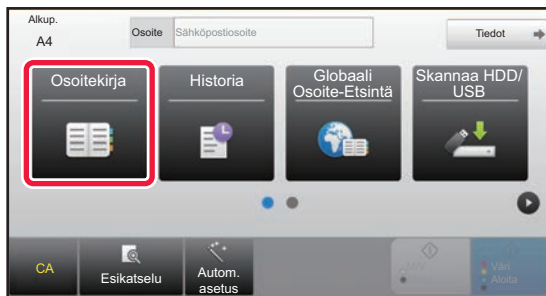 Alkup.
A4
Osoite
Sähköpostiosoite
Tiedot
Osoitekirja
Historia
Globaali
Osoite-Etsintä
Skannaa HDD/
USB
CA
Esikatselu
Autom.
asetus
M/V
Aloita
Väri
Aloita